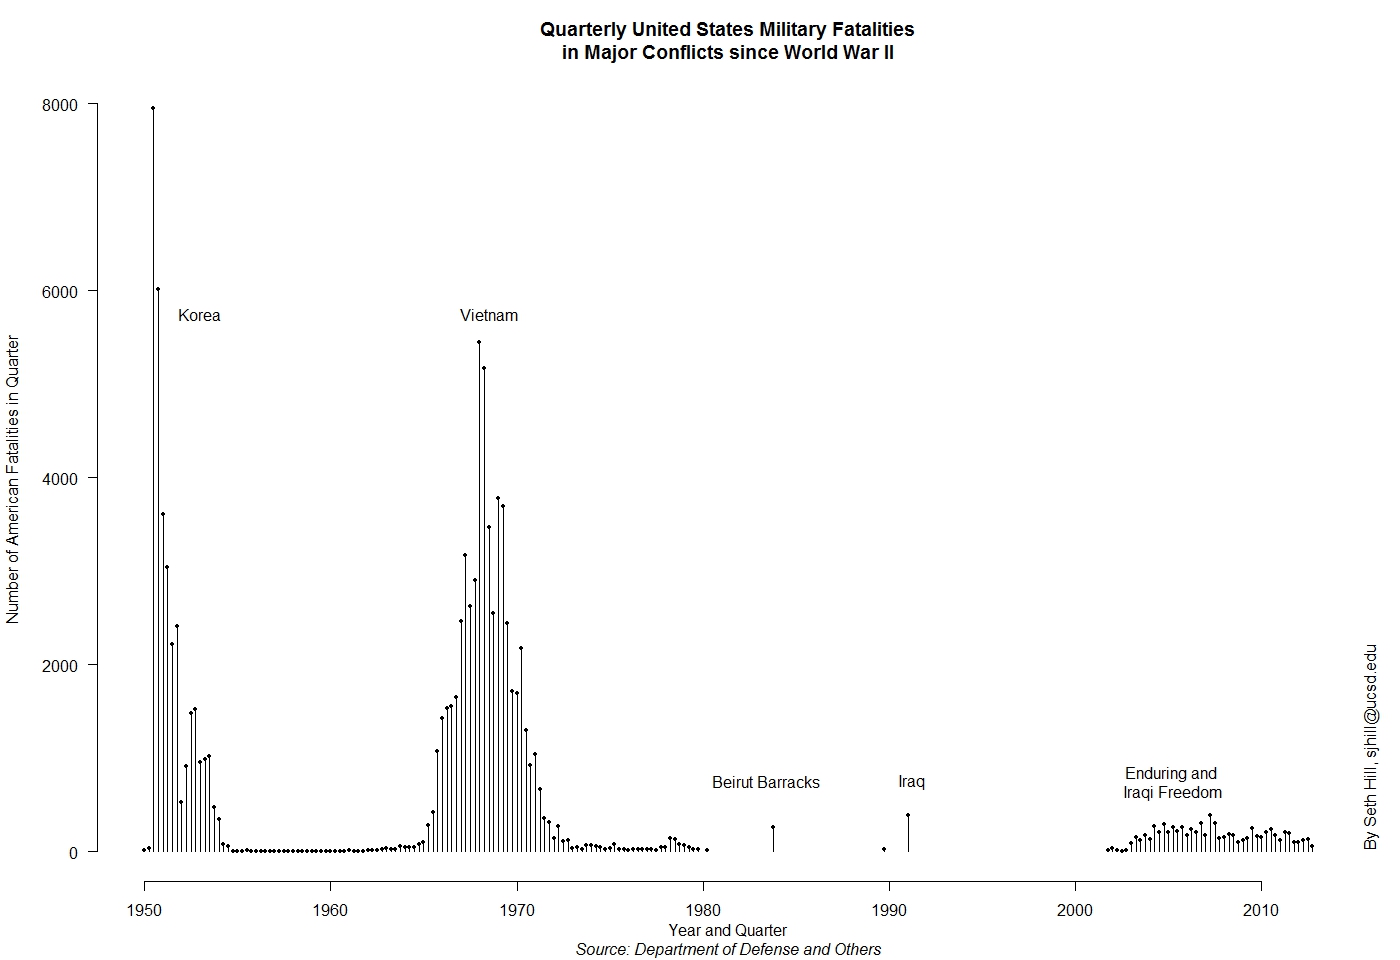 Quarterly United States Military Fatalities
in Major Conflicts since World War II
Number of American Fatalities in Quarter
8000
6000
4000
2000
0
Korea
Vietnam
Beirut Barracks
Iraq
Enduring and
Iraqi Freedom
1950 1960 1970 1980 1990 2000 2010
Year and Quarter
Source: Department of Defense and Others
By Seth Hill, sjhill@ucsd.edu